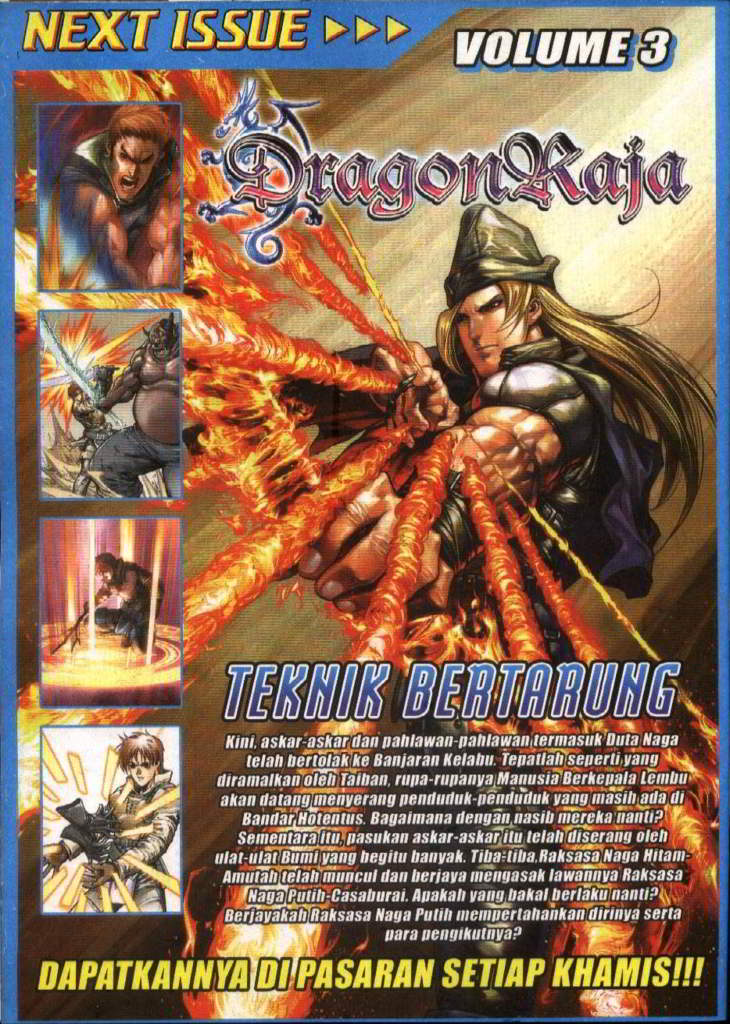 NEXT ISSUE
VOLUME 3
DragonRaja
TEKNIK BERTARUNG
Kini, askar-askar dan pahlawan-pahlawan termasuk Duta Naga
telah bertolak ke Banjaran Kelabu. Tepatlah seperti yang
diramalkan oleh Taiban, rupa-rupanya Manusia Berkepala Lembu
akan datang menyerang penduduk-penduduk yang masih ada di
Bandar Hotentus. Bagaimana dengan nasib mereka nanti?
Sementara itu, pasukan askar-askar itu telah diserang oleh
ulat-ulat Bumi yang begitu banyak. Tiba-tiba,Raksasa Naga Hitam-
Amutah telah muncul dan berjaya mengasak lawannya Raksasa
Naga Putih-Casaburai. Apakah yang bakal berlaku nanti?
Berjayakah Raksasa Naga Putih mempertahankan dirinya serta
para pengikutnya?
DAPATKANNYA DI PASARAN SETIAP KHAMIS!!!